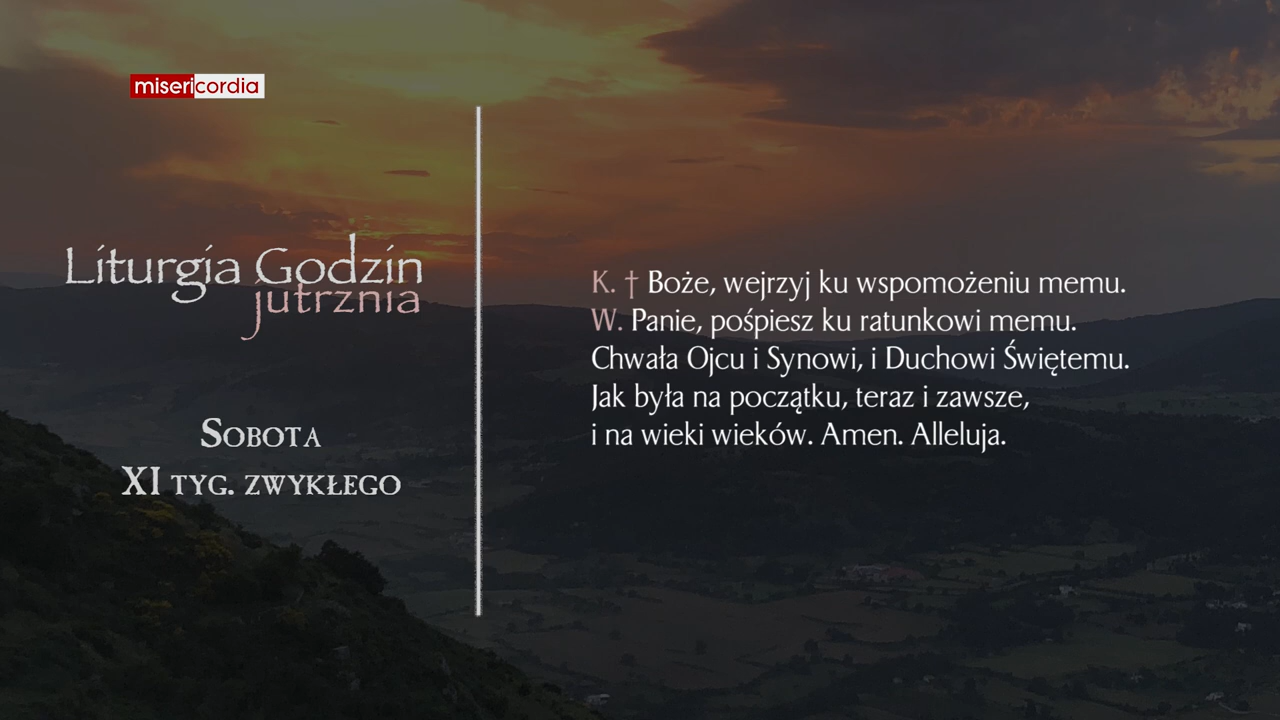 misericordia
Liturgia Godzin
jutrznia
Sobota
XI tyg. zwykłego
K. † Boże, wejrzyj ku wspomożeniu memu.
W. Panie, pośpiesz ku ratunkowi memu.
Chwała Ojcu i Synowi, i Duchowi Świętemu.
Jak była na początku, teraz i zawsze,
i na wieki wieków. Amen. Alleluja.